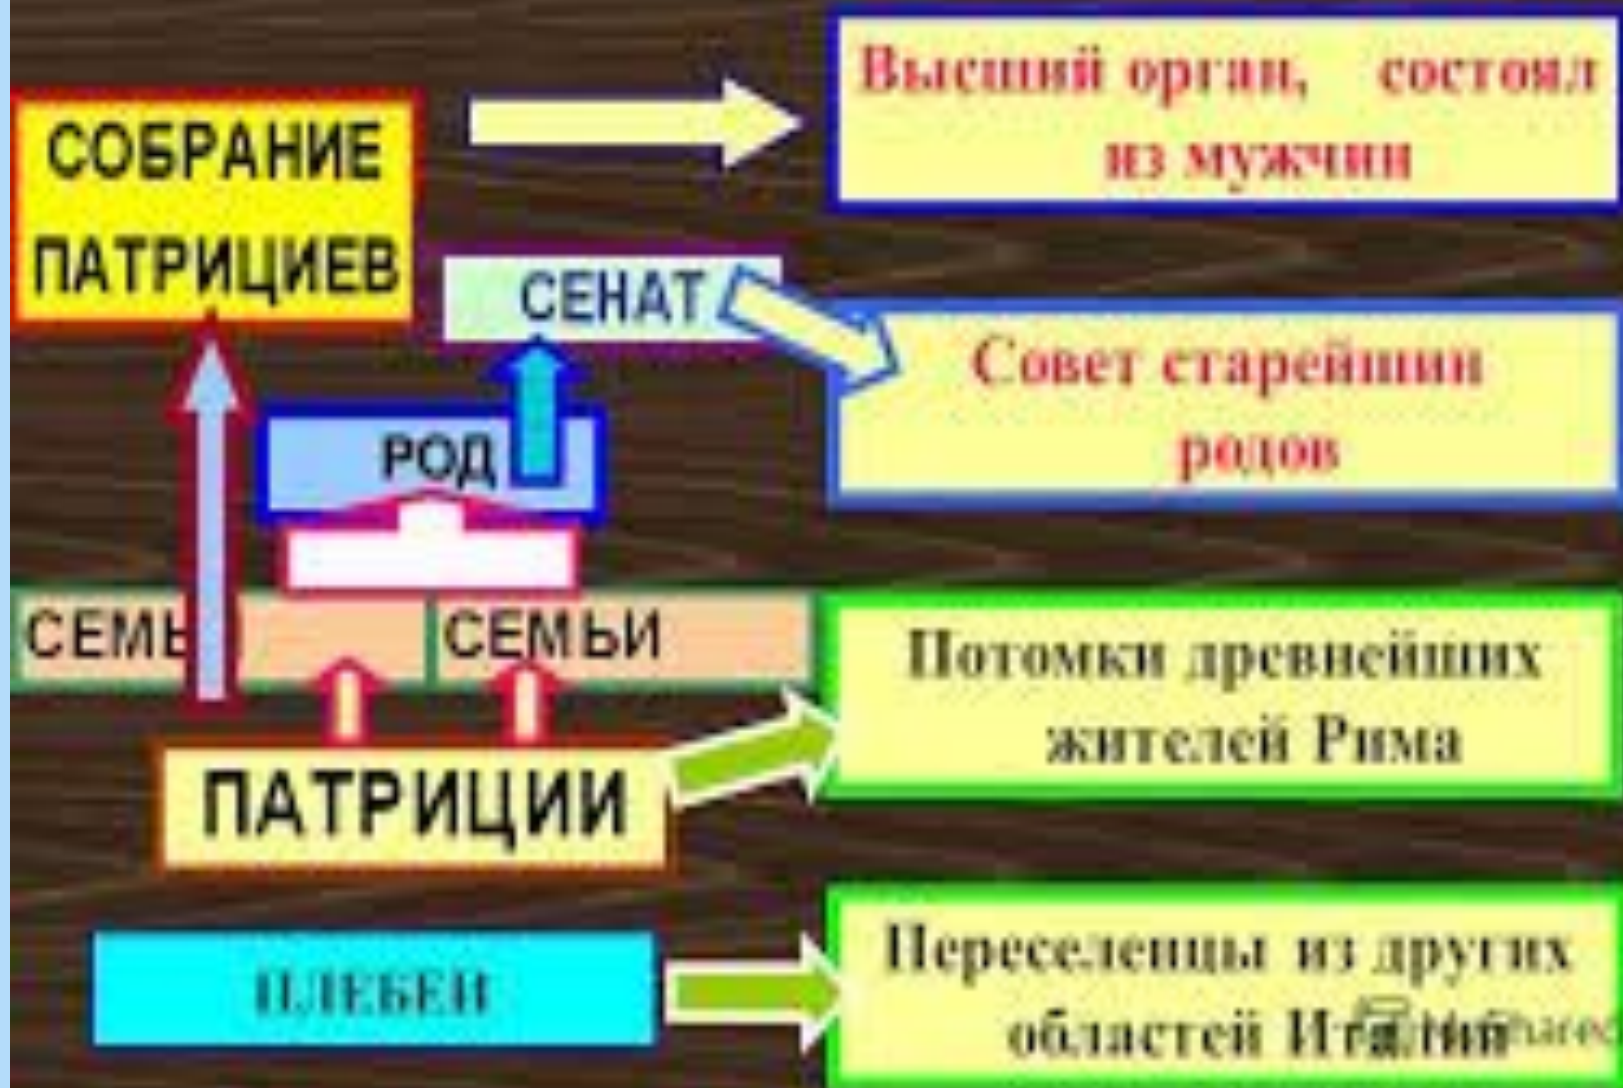 СОБРАНИЕ
ПАТРИЦИЕВ
Высший орган, состоял
из мужчин
СЕНАТ
Совет старейшин
родов
РОД
СЕМЬ
СЕМЬИ
Потомки древнейших
жителей Рима
ПАТРИЦИИ
ПЛЕБЕИ
Переселенцы из других
областей Италии